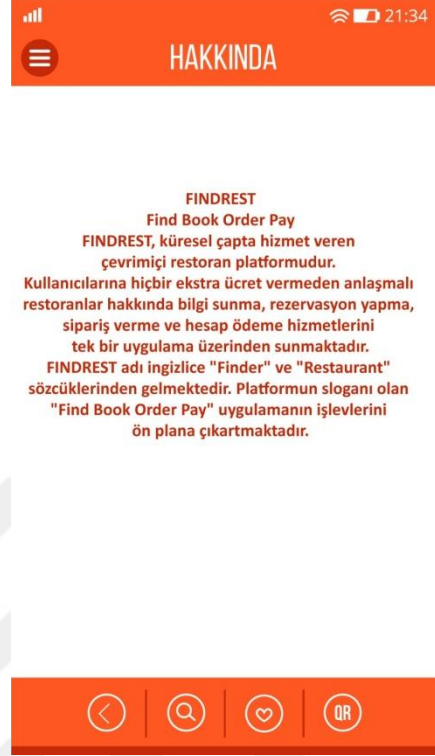 21:34
HAKKINDA
FINDREST
Find Book Order Pay
FINDREST, küresel çapta hizmet veren
çevrimiçi restoran platformudur.
Kullanıcılarına hiçbir ekstra ücret vermeden anlaşmalı
restoranlar hakkında bilgi sunma, rezervasyon yapma,
sipariş verme ve hesap ödeme hizmetlerini
tek bir uygulama üzerinden sunmaktadır.
FINDREST adı ingizlice "Finder" ve "Restaurant"
sözcüklerinden gelmektedir. Platformun sloganı olan
"Find Book Order Pay" uygulamanın işlevlerini
ön plana çıkartmaktadır.
QR